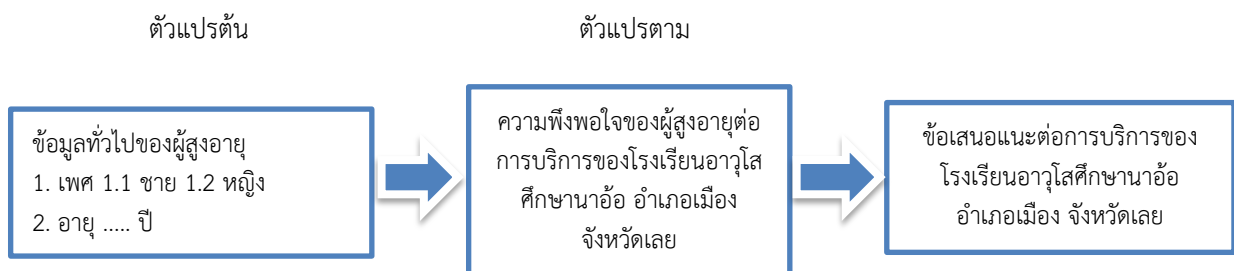 ตัวแปรต้น
ตัวแปรตาม
ข้อมูลทั่วไปของผู้สูงอายุ
1. เพศ 1.1 ชาย 1.2 หญิง
2. อายุ ..... ปี
ความพึงพอใจของผู้สูงอายุต่อ
การบริการของโรงเรียนอาวุโส
ศึกษานาอ้อ อำเภอเมือง
จังหวัดเลย
ข้อเสนอแนะต่อการบริการของ
โรงเรียนอาวุโสศึกษานาอ้อ
อำเภอเมือง จังหวัดเลย